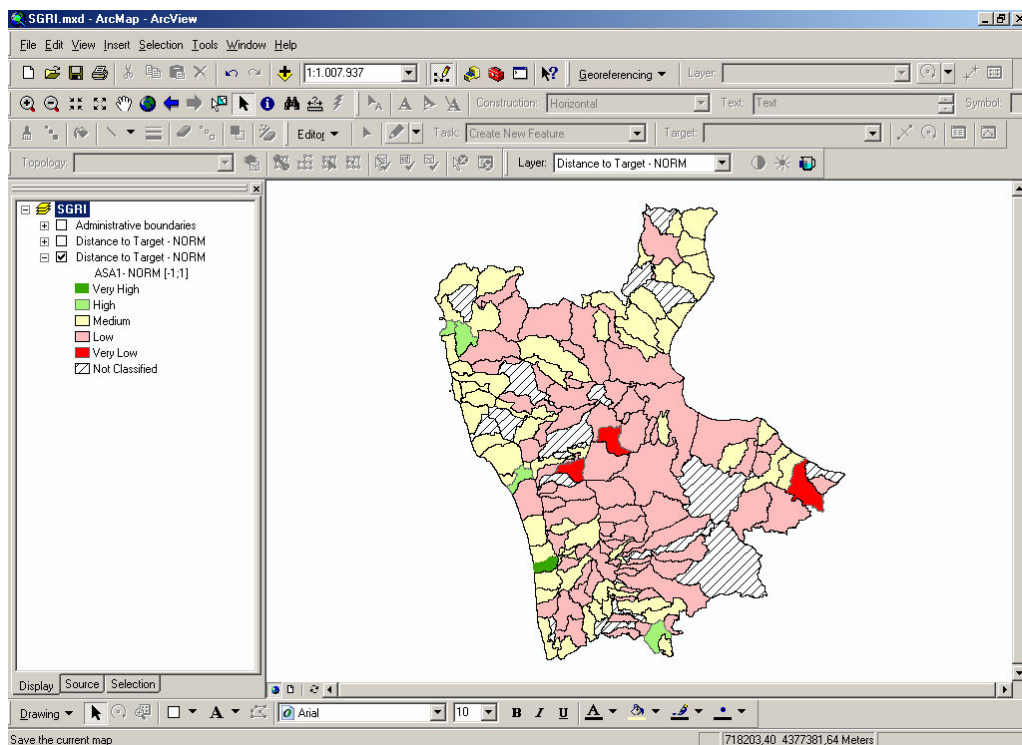 SGRI.mxd - ArcMap - ArcView
File Edit View Insert Selection Tools Window Help
1:1.007.937 Georeferencing Layer:
Construction: Horizontal Text: Text Symbol:
Editor Task: Create New Feature Target:
Topology: Layer: Distance to Target - NORM
SGRI
Administrative boundaries
Distance to Target - NORM
Distance to Target - NORM
ASA1- NORM [-1;1]
Very High
High
Medium
Low
Very Low
Not Classified
Display Source Selection
Drawing A Arial 10 B I U A
Save the current map 718203,40 4377381,64 Meters